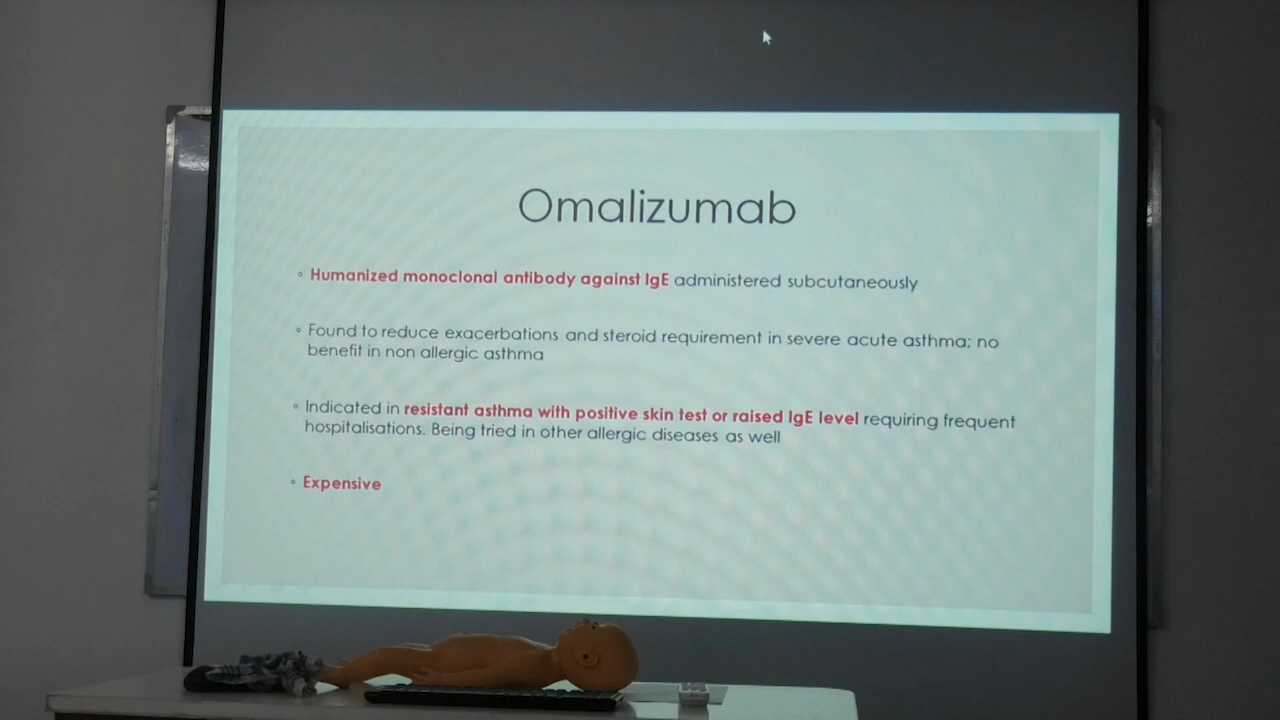 Omalizumab
◦ Humanized monoclonal antibody against IgE administered subcutaneously
◦ Found to reduce exacerbations and steroid requirement in severe acute asthma; no
benefit in non allergic asthma
◦ Indicated in resistant asthma with positive skin test or raised IgE level requiring frequent
hospitalisations. Being tried in other allergic diseases as well
◦ Expensive